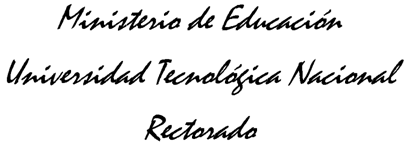 Ministerio de Educación
Universidad Tecnológica Nacional
Rectorado